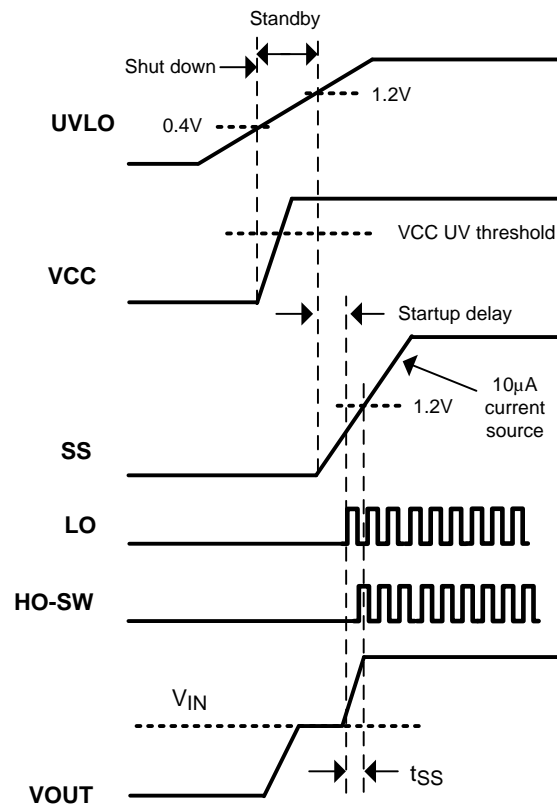 Standby
Shut down
1.2V
UVLO
0.4V
VCC UV threshold
VCC
Startup delay
10μA
current
source
1.2V
SS
LO
HO-SW
VIN
tSS
VOUT